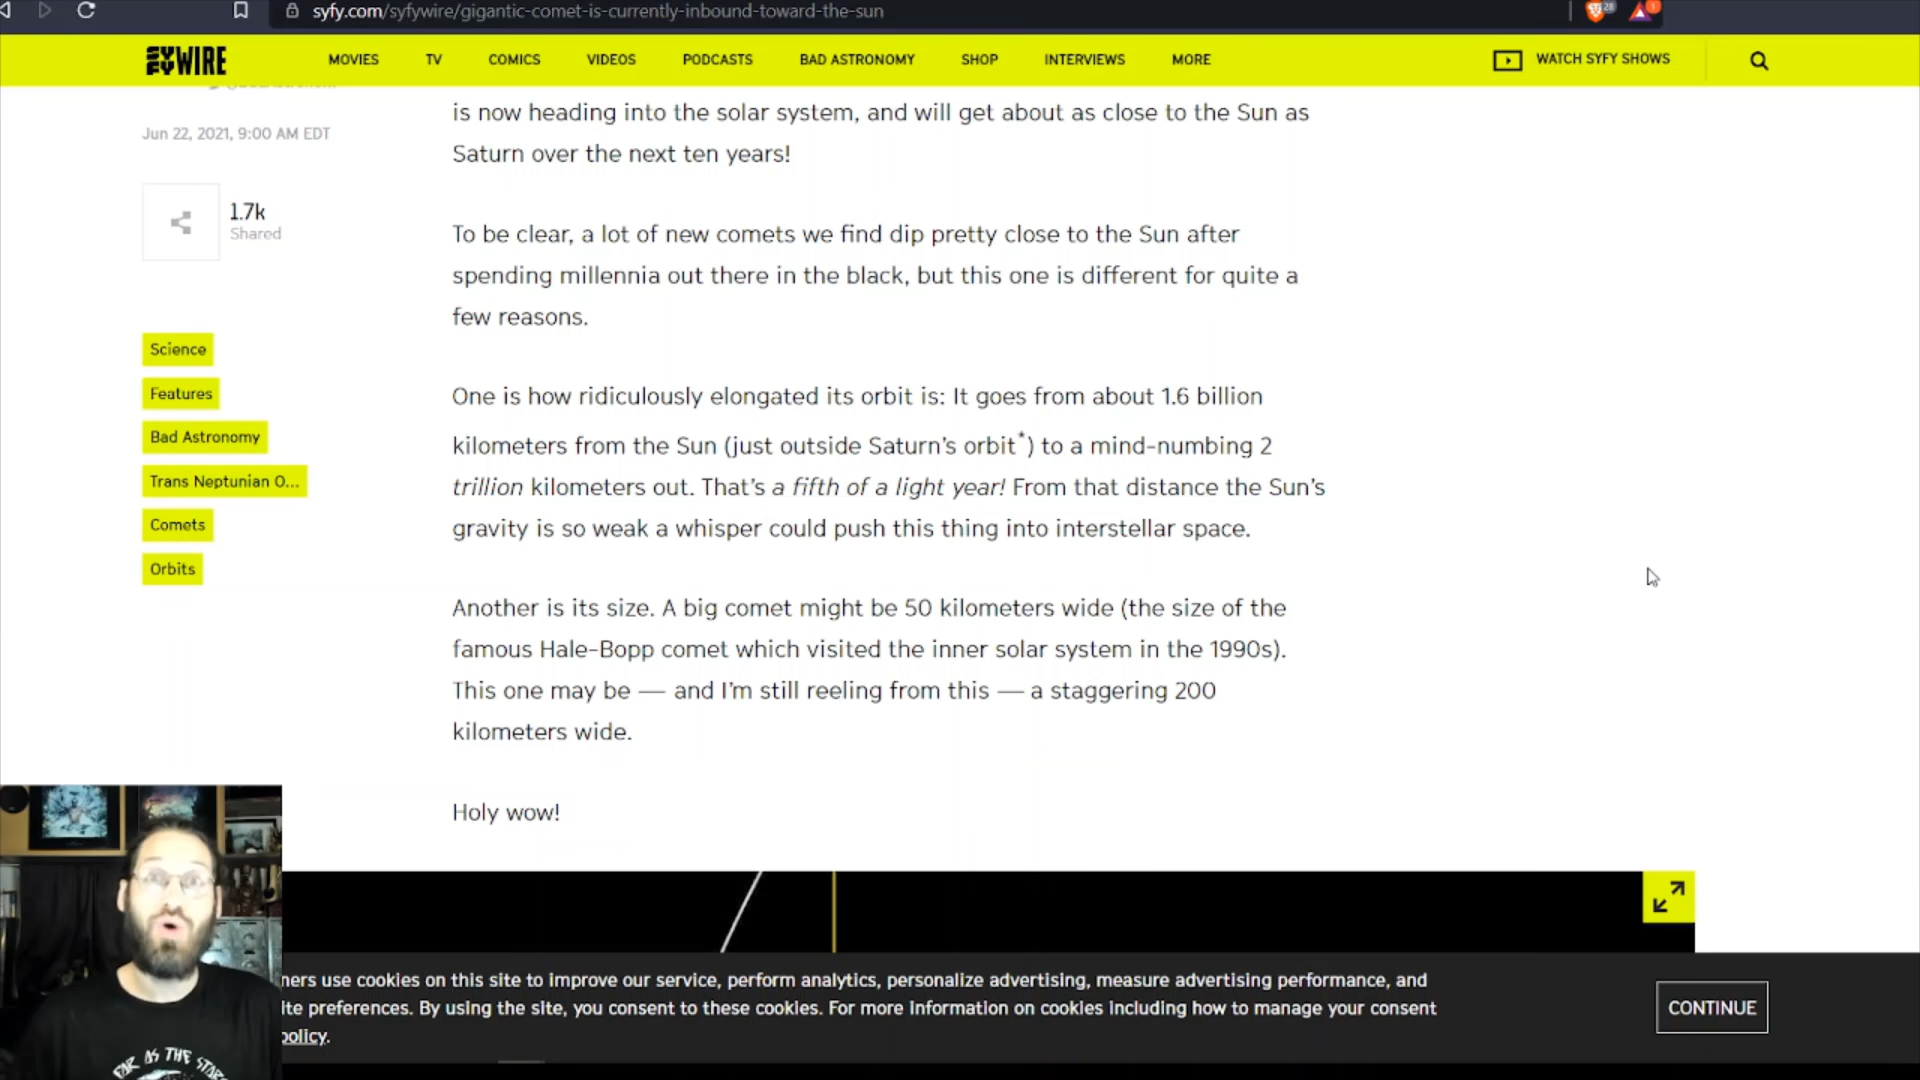 syfy.com/syfywire/gigantic-comet-is-currently-inbound-toward-the-sun
28
1
SYFY WIRE
MOVIES TV COMICS VIDEOS PODCASTS BAD ASTRONOMY SHOP INTERVIEWS MORE
WATCH SYFY SHOWS
Jun 22, 2021, 9:00 AM EDT
1.7k
Shared
Science
Features
Bad Astronomy
Trans Neptunian O...
Comets
Orbits
is now heading into the solar system, and will get about as close to the Sun as
Saturn over the next ten years!
To be clear, a lot of new comets we find dip pretty close to the Sun after
spending millennia out there in the black, but this one is different for quite a
few reasons.
One is how ridiculously elongated its orbit is: It goes from about 1.6 billion
kilometers from the Sun (just outside Saturn's orbit*) to a mind-numbing 2
trillion kilometers out. That's a fifth of a light year! From that distance the Sun's
gravity is so weak a whisper could push this thing into interstellar space.
Another is its size. A big comet might be 50 kilometers wide (the size of the
famous Hale-Bopp comet which visited the inner solar system in the 1990s).
This one may be — and I'm still reeling from this — a staggering 200
kilometers wide.
Holy wow!
ners use cookies on this site to improve our service, perform analytics, personalize advertising, measure advertising performance, and
ite preferences. By using the site, you consent to these cookies. For more information on cookies including how to manage your consent
policy.
CONTINUE
FAR AS THE STARS